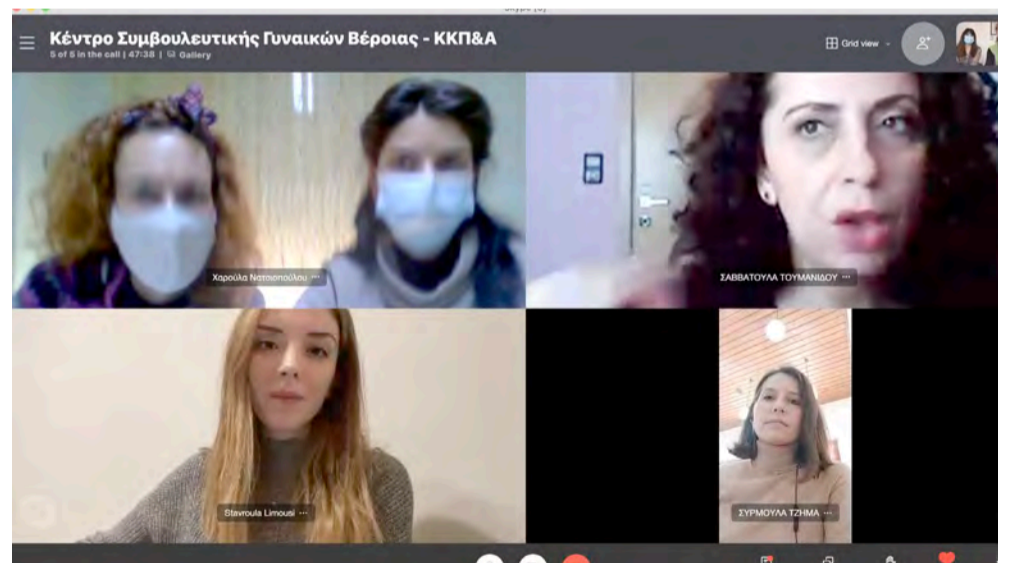 Κέντρο Συμβουλευτικής Γυναικών Βέροιας - ΚΚΠ&Α
5 of 5 in the call | 47:38 | Gallery
Grid view
Χαρούλα
ΣΑΒΒΑΤΟΥΛΑ ΤΟΥΜΑΝΙΔΟΥ ···
Stavroula Limousi ···
ΣΥΡΜΟΥΛΑ ΤΖΗΜΑ ···